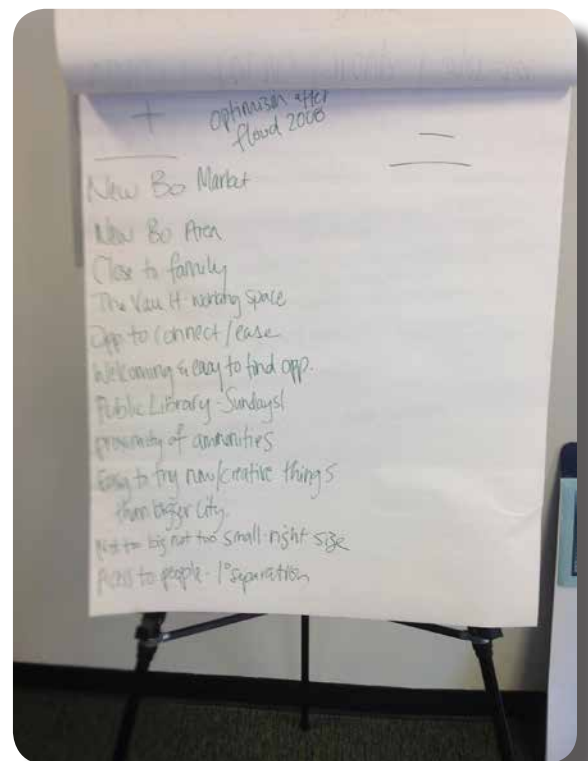 +
optimism after
flood 2008
—
New Bo Market
New Bo Area
Close to family
The Vault-working space
Opp to connect/ease
Welcoming & easy to find opp.
Public Library-Sundays!
proximity of ammunities
Easy to try new/creative things
than bigger city.
Not to big not too small-right size
Access to people-1° separation